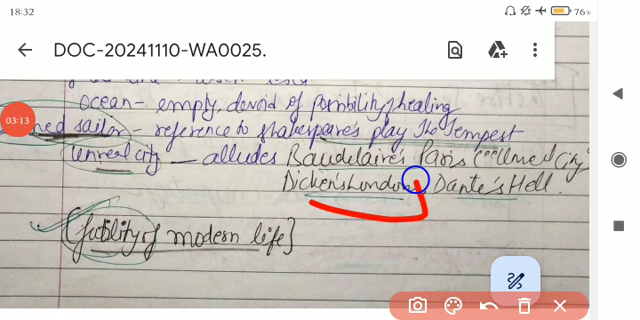 18:32
76%
DOC-20241110-WA0025.
ocean - empty, devoid of possibility/healing
03:13
ned sailor - reference to Shakespeare's play The Tempest
Unreal city - alludes Baudelaire's Paris City"
Dicken's London Dante's Hell.
[futility of modern life]